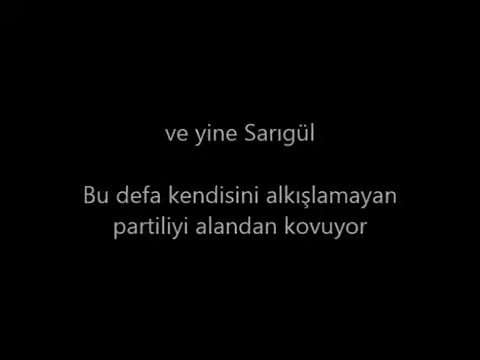 ve yine Sarıgül
Bu defa kendisini alkışlamayan
partiliyi alandan kovuyor